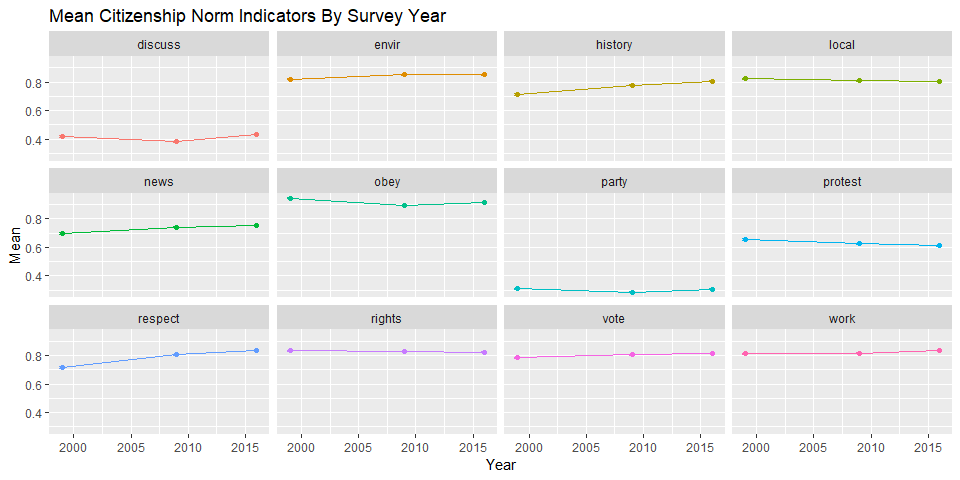 Mean Citizenship Norm Indicators By Survey Year
discuss envir history local
0.8
0.6
0.4
news obey party protest
0.8
0.6
0.4
Mean
respect rights vote work
0.8
0.6
0.4
2000 2005 2010 2015 2000 2005 2010 2015 2000 2005 2010 2015 2000 2005 2010 2015
Year